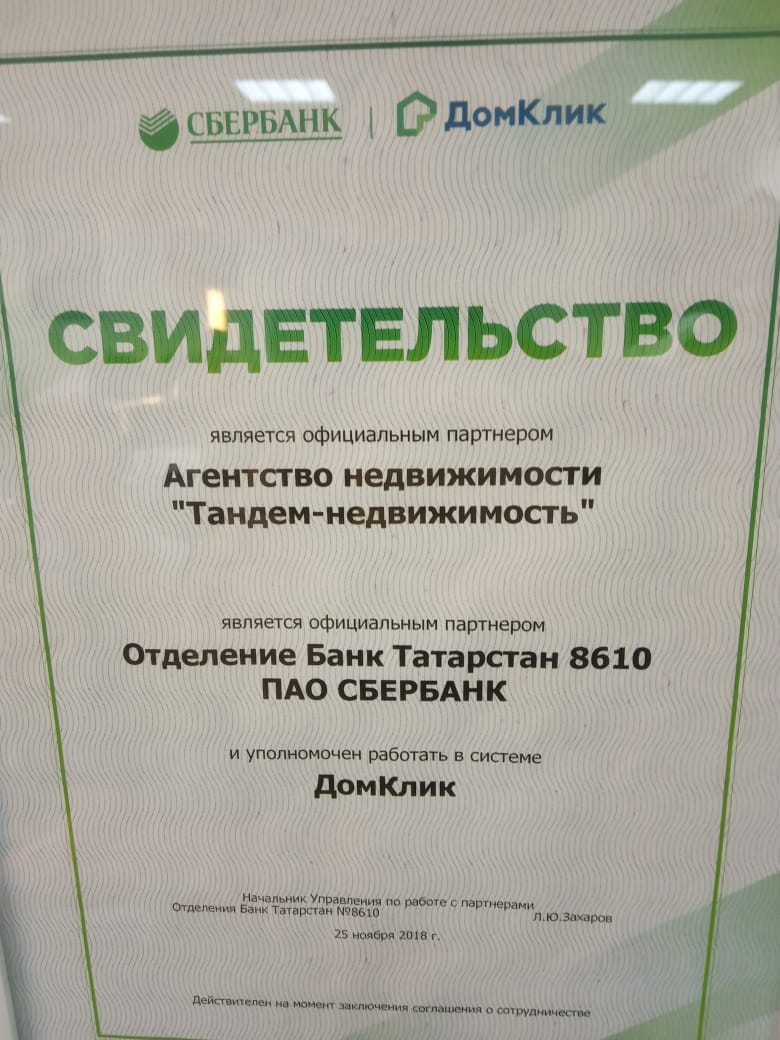 СБЕРБАНК | ДомКлик
СВИДЕТЕЛЬСТВО
является официальным партнером
Агентство недвижимости
"Тандем-недвижимость"
является официальным партнером
Отделение Банк Татарстан 8610
ПАО СБЕРБАНК
и уполномочен работать в системе
ДомКлик
Начальник Управления по работе с партнерами
Отделения Банк Татарстан №8610 Л.Ю.Захаров
25 ноября 2018 г.
Действителен на момент заключения соглашения о сотрудничестве